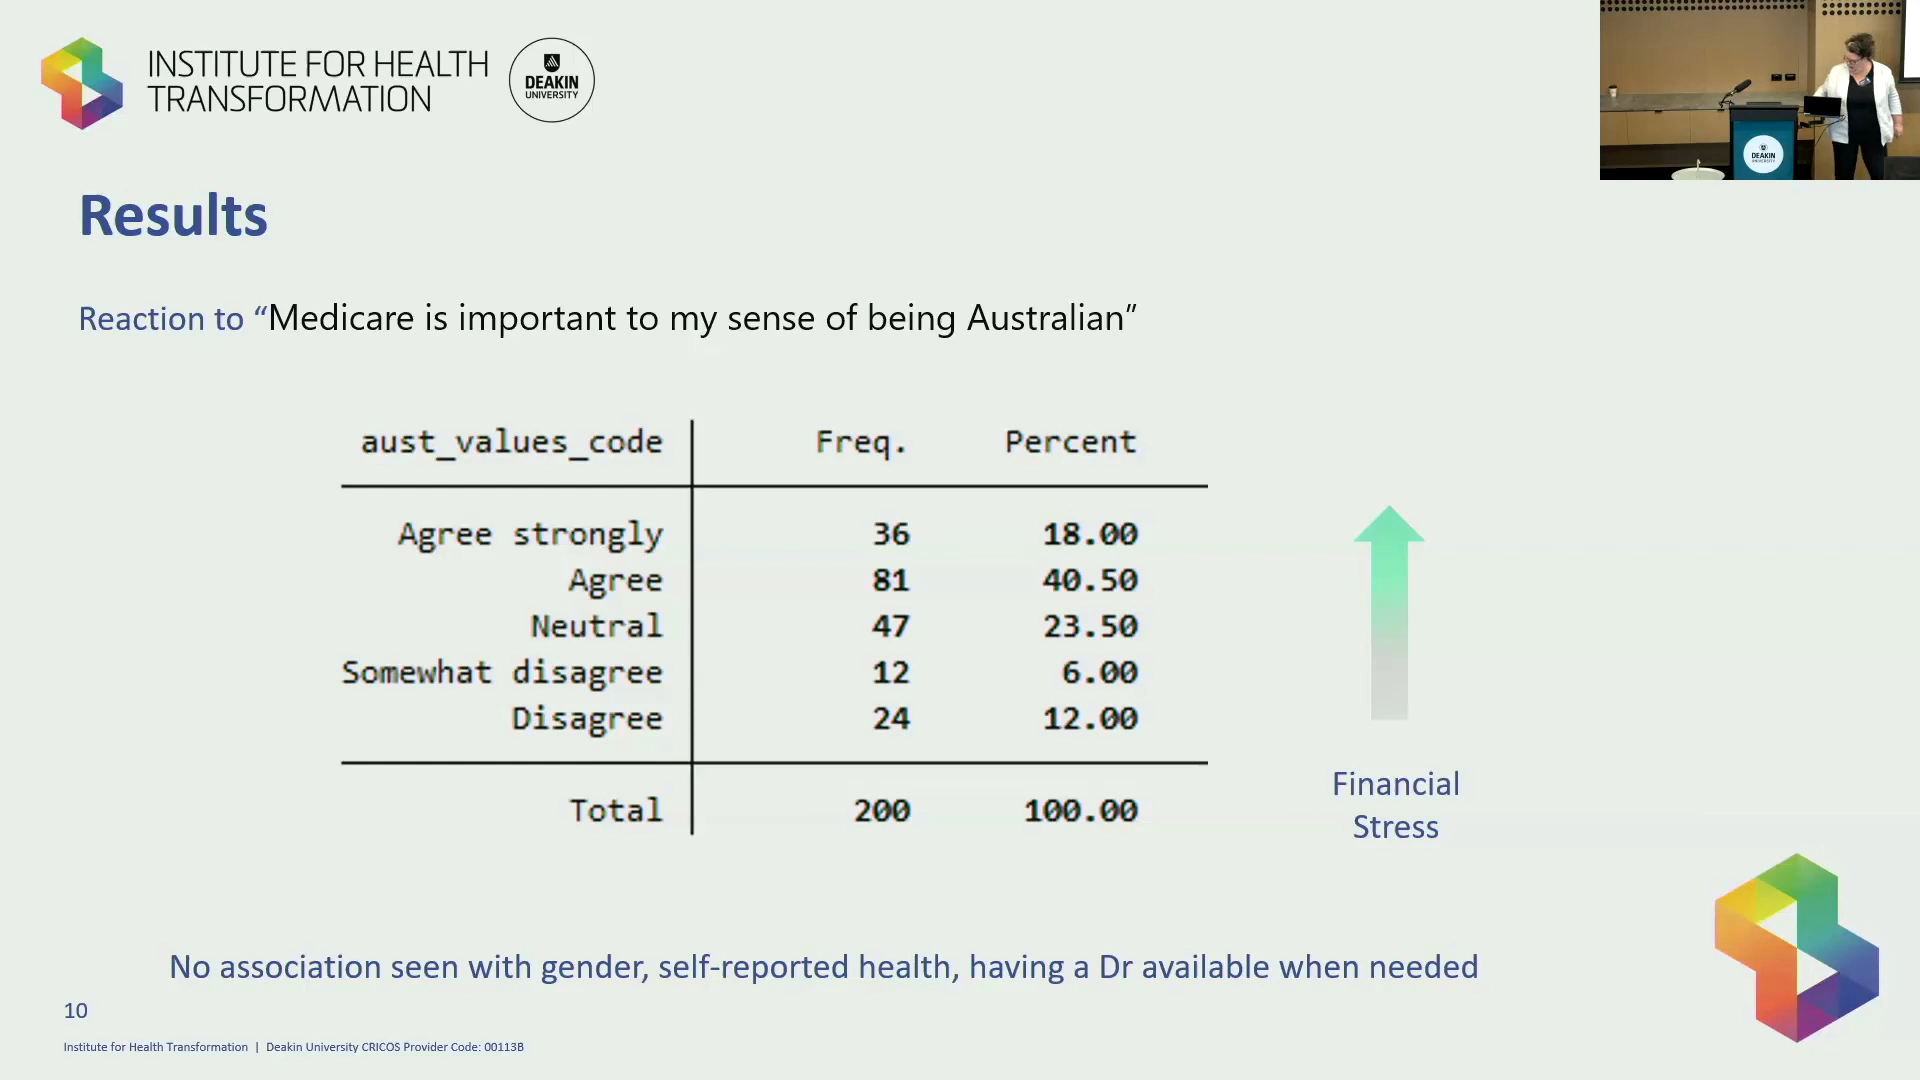 INSTITUTE FOR HEALTH
TRANSFORMATION
DEAKIN
UNIVERSITY
DEAKIN
Results
Reaction to “Medicare is important to my sense of being Australian”
aust_values_code Freq. Percent
Agree strongly 36 18.00
Agree 81 40.50
Neutral 47 23.50
Somewhat disagree 12 6.00
Disagree 24 12.00
Total 200 100.00
Financial
Stress
No association seen with gender, self-reported health, having a Dr available when needed
10
Institute for Health Transformation | Deakin University CRICOS Provider Code: 00113B